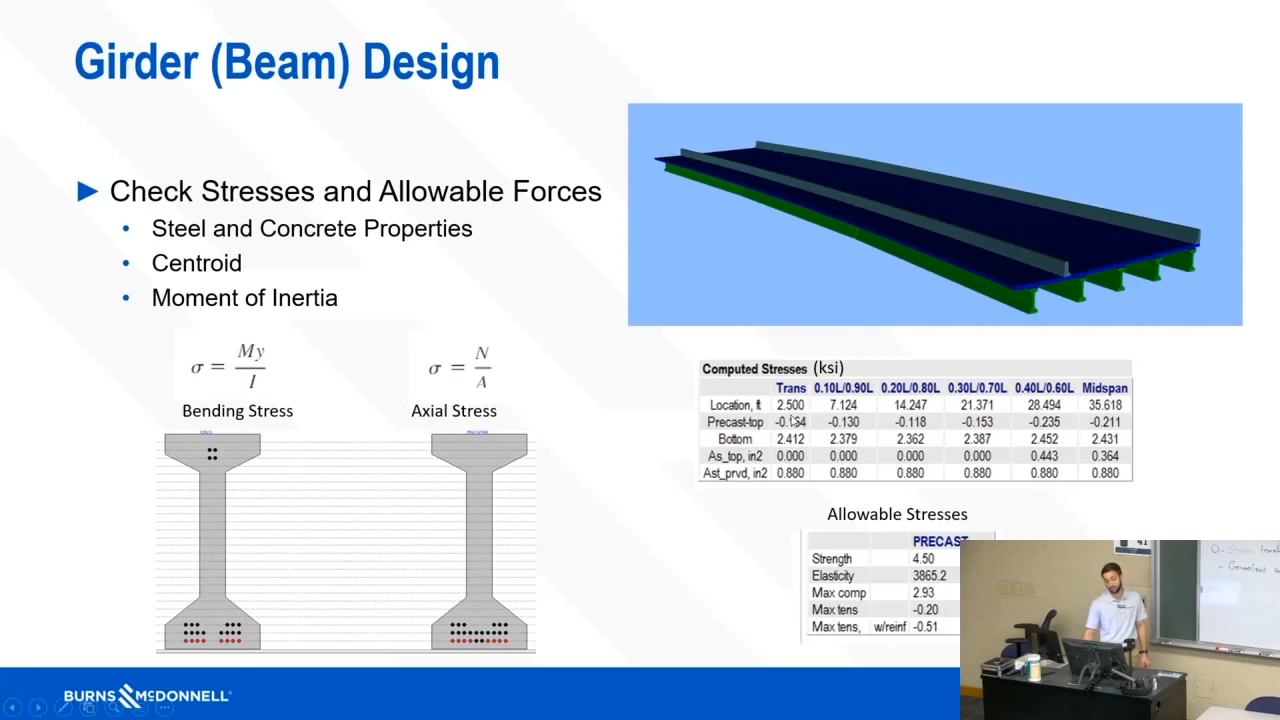 Girder (Beam) Design
► Check Stresses and Allowable Forces
• Steel and Concrete Properties
• Centroid
• Moment of Inertia
σ = My / I
Bending Stress
σ = N / A
Axial Stress
Computed Stresses (ksi)
Trans 0.10L/0.90L 0.20L/0.80L 0.30L/0.70L 0.40L/0.60L Midspan
Location, ft 2.500 7.124 14.247 21.371 28.494 35.618
Precast-top -0.130 -0.118 -0.153 -0.235 -0.211
Bottom 2.412 2.379 2.362 2.387 2.452 2.431
As_top, in2 0.000 0.000 0.000 0.000 0.443 0.364
Ast_prvd, in2 0.880 0.880 0.880 0.880 0.880 0.880
Allowable Stresses
PRECAST
Strength 4.50
Elasticity 3865.2
Max comp 2.93
Max tens -0.20
Max tens, w/reinf -0.51
BURNS McDONNELL